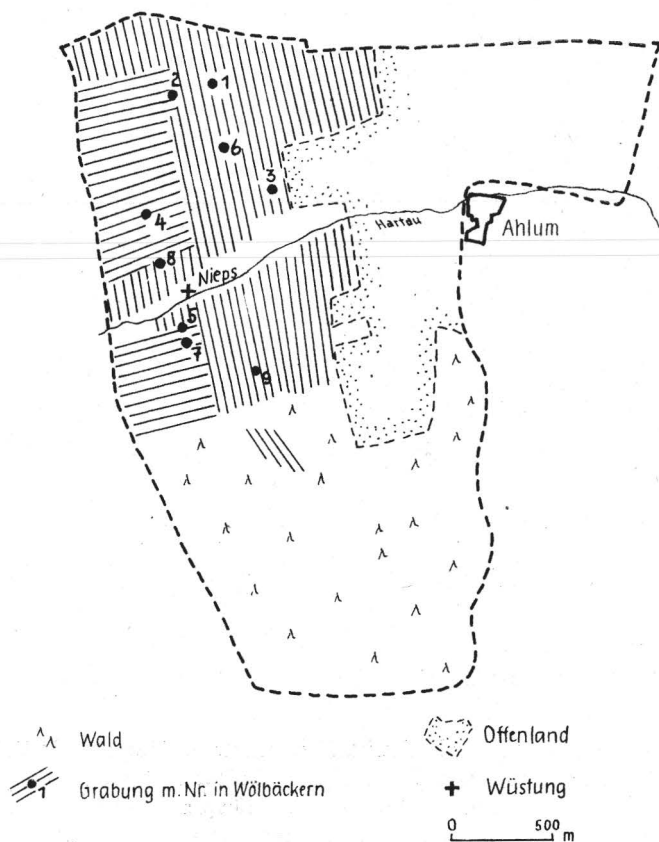 2
1
6
3
4
Hartau
Ahlum
8
Nieps
5
7
9
Wald
Offenland
1
Grabung m. Nr. in Wölbäckern
Wüstung
0 500 m